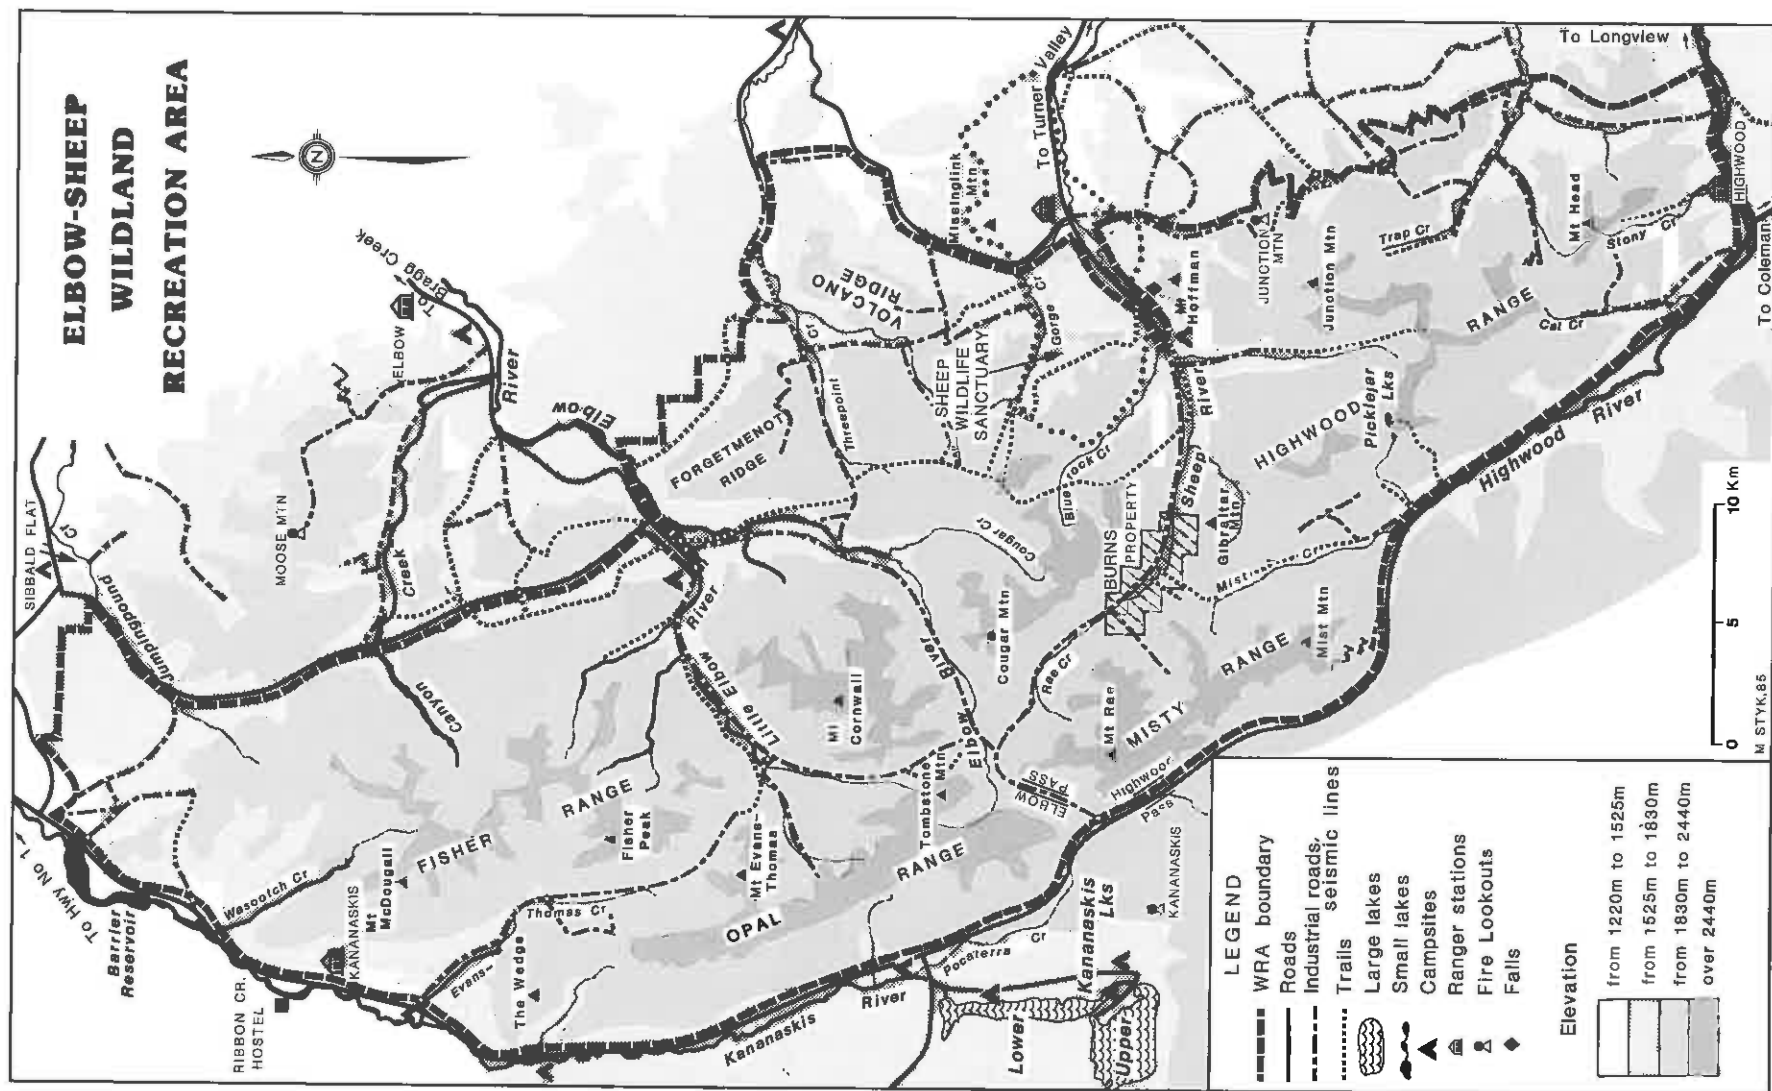 ELBOW-SHEEP
WILDLAND
RECREATION AREA
N
To Bragg Creek
ELBOW
River
Elbow
SIBBALD FLAT
Cr
Jumpingpound
MOOSE MTN
Creek
Canyon
To Hwy No 1
Barrier
Reservoir
Wasootch Cr
RIBBON CR.
HOSTEL
KANANASKIS
Mt
McDougall
FISHER
RANGE
Fisher
Peak
Evans-
Thomas Cr
The Wedge
Mt Evans-
Thomas
OPAL
RANGE
Little Elbow
River
Mt
Cornwall
Tombstone
Mtn
Elbow
River
ELBOW
PASS
Highwood
Pass
Kananaskis
River
Pocaterra
Cr
Lower
Upper
Kananaskis
Lks
KANANASKIS
FORGETMENOT
RIDGE
Threepoint
Cr
VOLCANO
RIDGE
Missinglink
Mtn
To Turner Valley
SHEEP
WILDLIFE
SANCTUARY
Gorge
Cr
Blue Rock Cr
Cougar Cr
Cougar Mtn
BURNS
PROPERTY
Sheep
River
Gibraltar
Mtn
Rae Cr
Mt Rae
MISTY
RANGE
Mist Mtn
Mist
Cr
Mt
Hoffman
JUNCTION
MTN
Junction Mtn
Trap Cr
Mt Head
Stony Cr
HIGHWOOD
RANGE
Picklejar
Lks
Cat Cr
Highwood
River
To Longview
HIGHWOOD
To Coleman
0
5
10 Km
M STYK.85
LEGEND
WRA boundary
Roads
Industrial roads,
seismic lines
Trails
Large lakes
Small lakes
Campsites
Ranger stations
Fire Lookouts
Falls
Elevation
from 1220m to 1525m
from 1525m to 1830m
from 1830m to 2440m
over 2440m